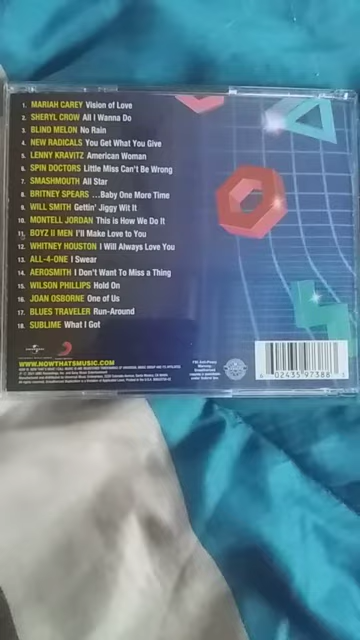 1. MARIAH CAREY Vision of Love
2. SHERYL CROW All I Wanna Do
3. BLIND MELON No Rain
4. NEW RADICALS You Get What You Give
5. LENNY KRAVITZ American Woman
6. SPIN DOCTORS Little Miss Can't Be Wrong
7. SMASHMOUTH All Star
8. BRITNEY SPEARS ...Baby One More Time
9. WILL SMITH Gettin' Jiggy Wit It
10. MONTELL JORDAN This is How We Do It
11. BOYZ II MEN I'll Make Love to You
12. WHITNEY HOUSTON I Will Always Love You
13. ALL-4-ONE I Swear
14. AEROSMITH I Don't Want To Miss a Thing
15. WILSON PHILLIPS Hold On
16. JOAN OSBORNE One of Us
17. BLUES TRAVELER Run-Around
18. SUBLIME What I Got
WWW.NOWTHATSMUSIC.COM
6 02435 97388 5